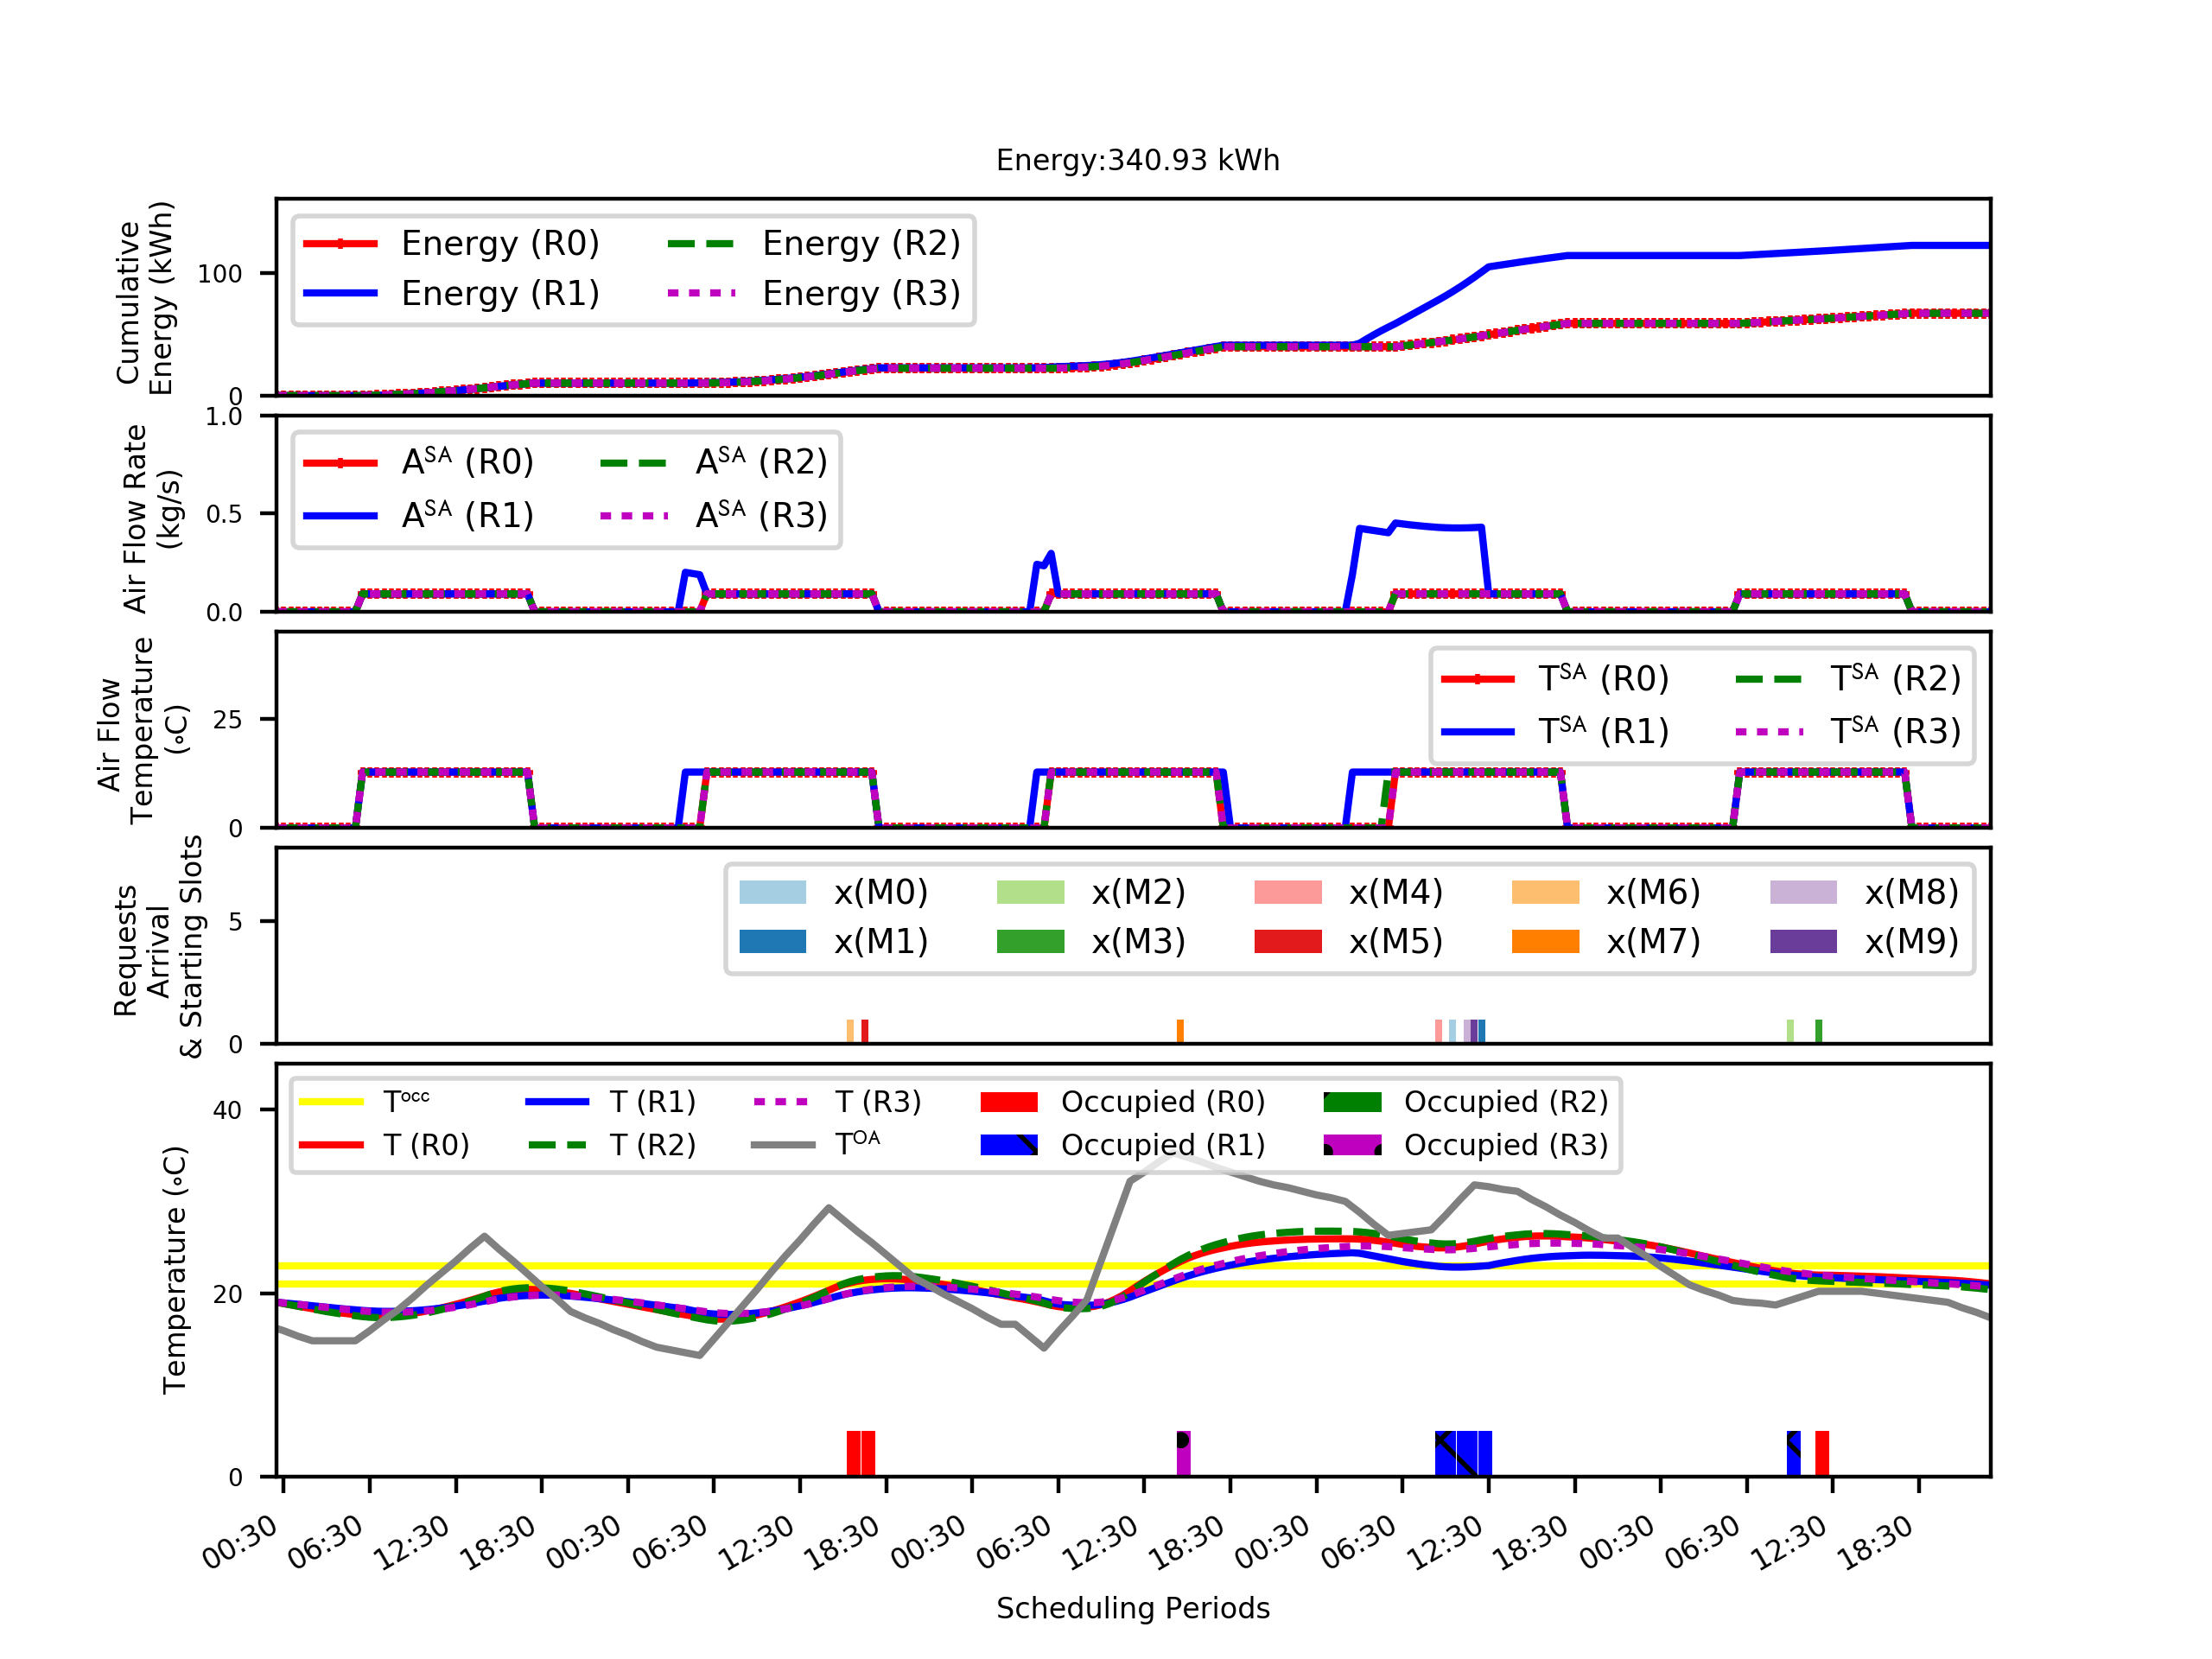 Energy:340.93 kWh
Cumulative
Energy (kWh)
100
0
Energy (R0)
Energy (R1)
Energy (R2)
Energy (R3)
Air Flow Rate
(kg/s)
1.0
0.5
0.0
A^SA (R0)
A^SA (R1)
A^SA (R2)
A^SA (R3)
Air Flow
Temperature
(∘C)
25
0
T^SA (R0)
T^SA (R1)
T^SA (R2)
T^SA (R3)
Requests
Arrival
& Starting Slots
5
0
x(M0)
x(M1)
x(M2)
x(M3)
x(M4)
x(M5)
x(M6)
x(M7)
x(M8)
x(M9)
Temperature (∘C)
40
20
0
T^occ
T (R0)
T (R1)
T (R2)
T (R3)
T^OA
Occupied (R0)
Occupied (R1)
Occupied (R2)
Occupied (R3)
00:30 06:30 12:30 18:30 00:30 06:30 12:30 18:30 00:30 06:30 12:30 18:30 00:30 06:30 12:30 18:30 00:30 06:30 12:30 18:30
Scheduling Periods